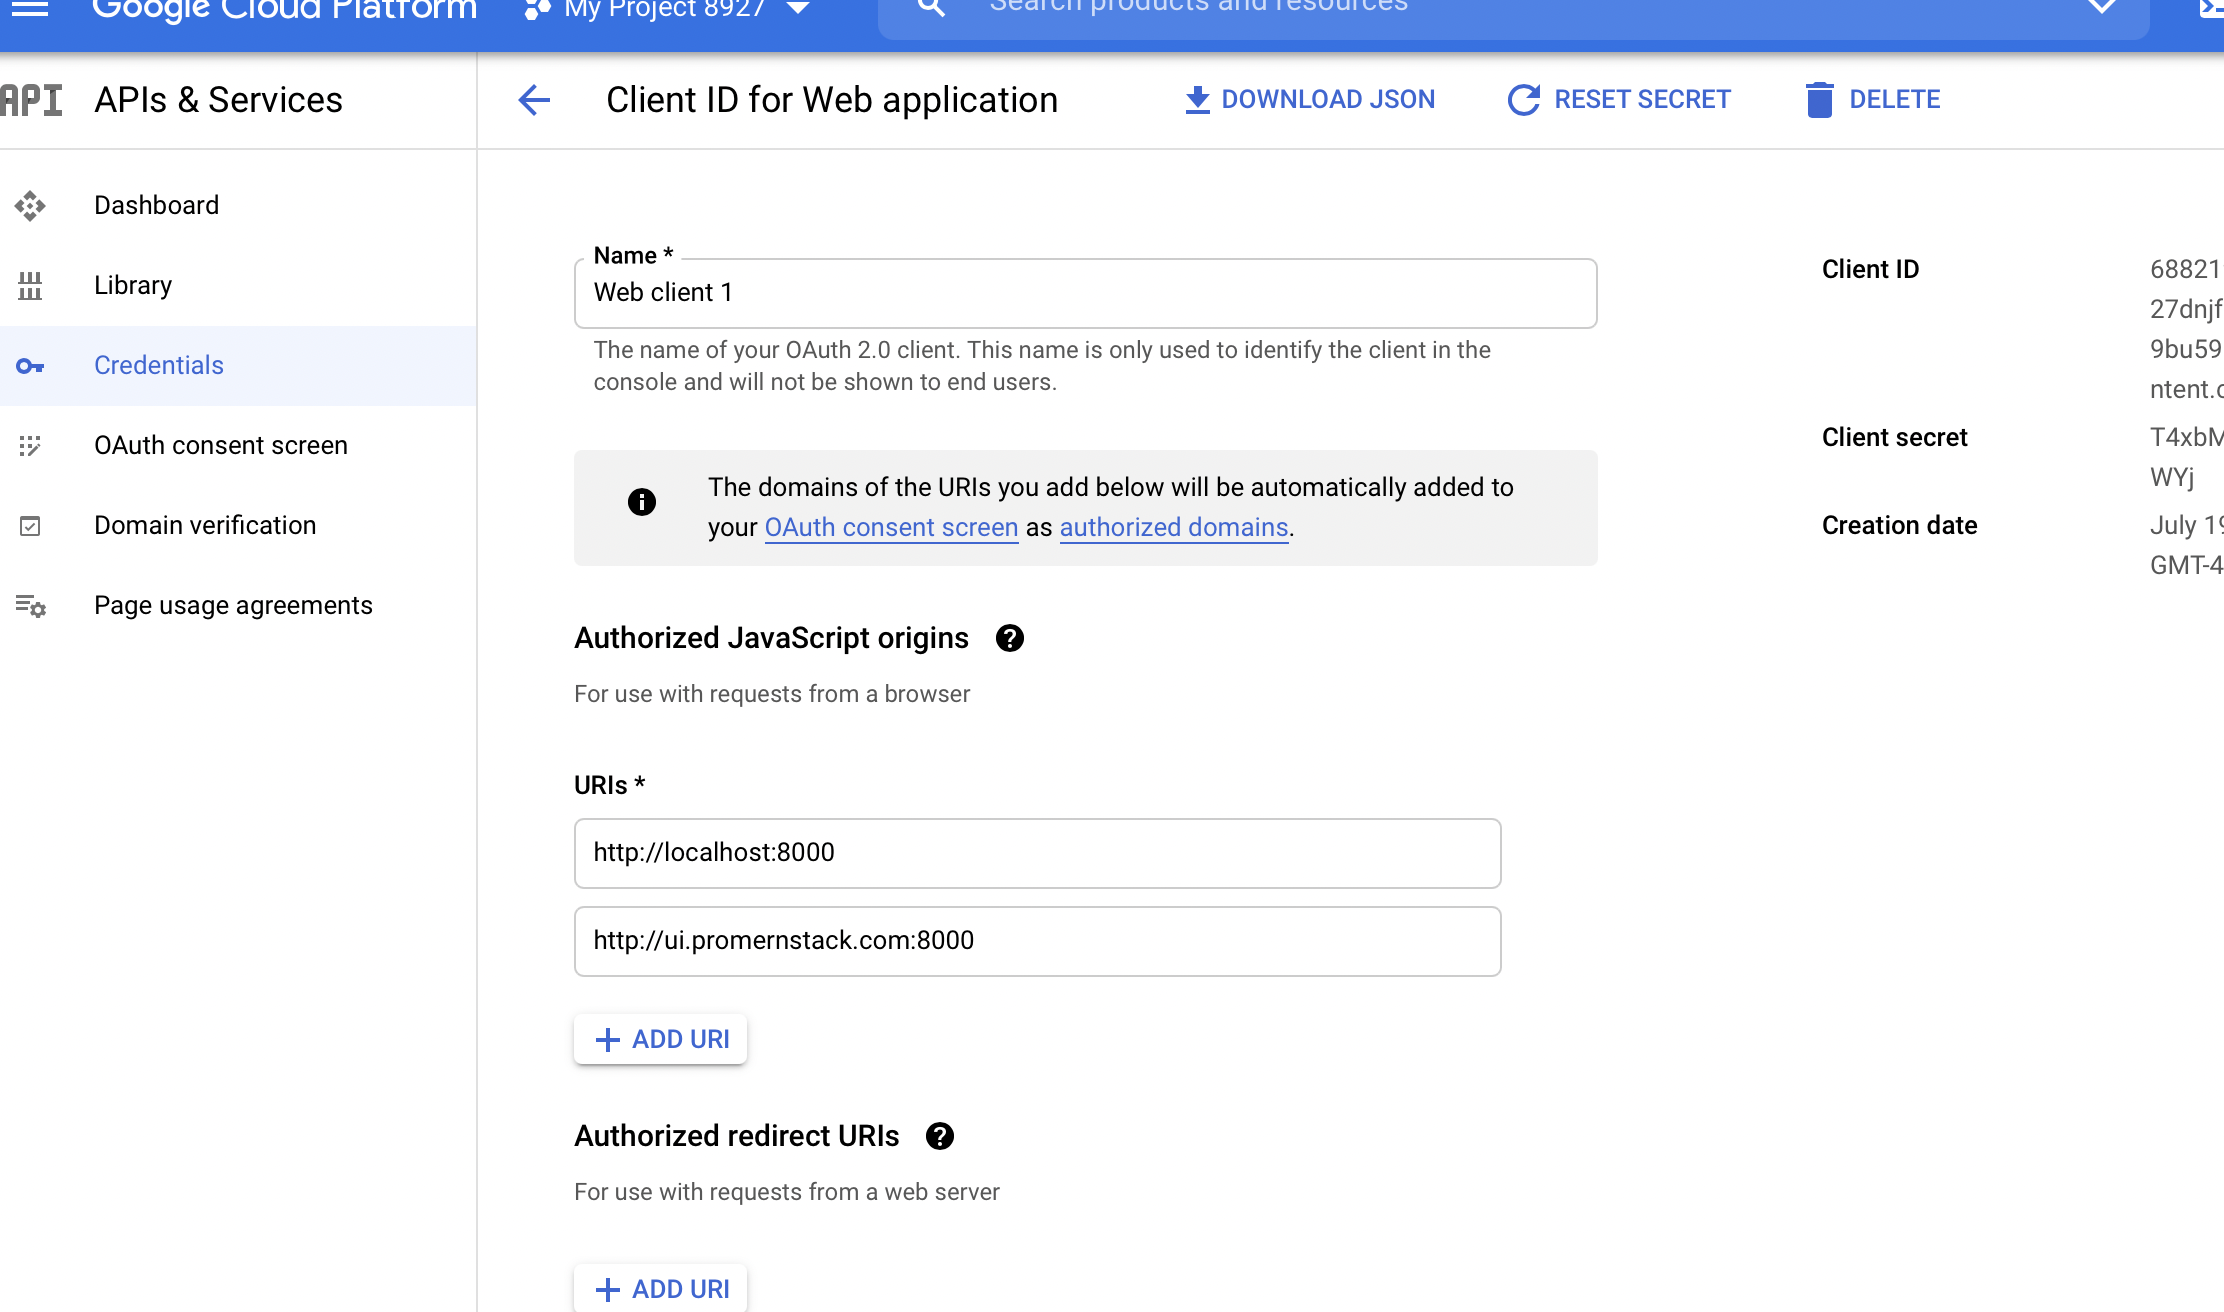 Google Cloud Platform
My Project 8927
Search products and resources
API
APIs & Services
Client ID for Web application
DOWNLOAD JSON
RESET SECRET
DELETE
Dashboard
Library
Credentials
OAuth consent screen
Domain verification
Page usage agreements
Name *
Web client 1
The name of your OAuth 2.0 client. This name is only used to identify the client in the
console and will not be shown to end users.
The domains of the URIs you add below will be automatically added to
your OAuth consent screen as authorized domains.
Authorized JavaScript origins
For use with requests from a browser
URIs *
http://localhost:8000
http://ui.promernstack.com:8000
ADD URI
Authorized redirect URIs
For use with requests from a web server
ADD URI
Client ID
68821
27dnjf
9bu59
ntent.c
Client secret
T4xbM
WYj
Creation date
July 19
GMT-4